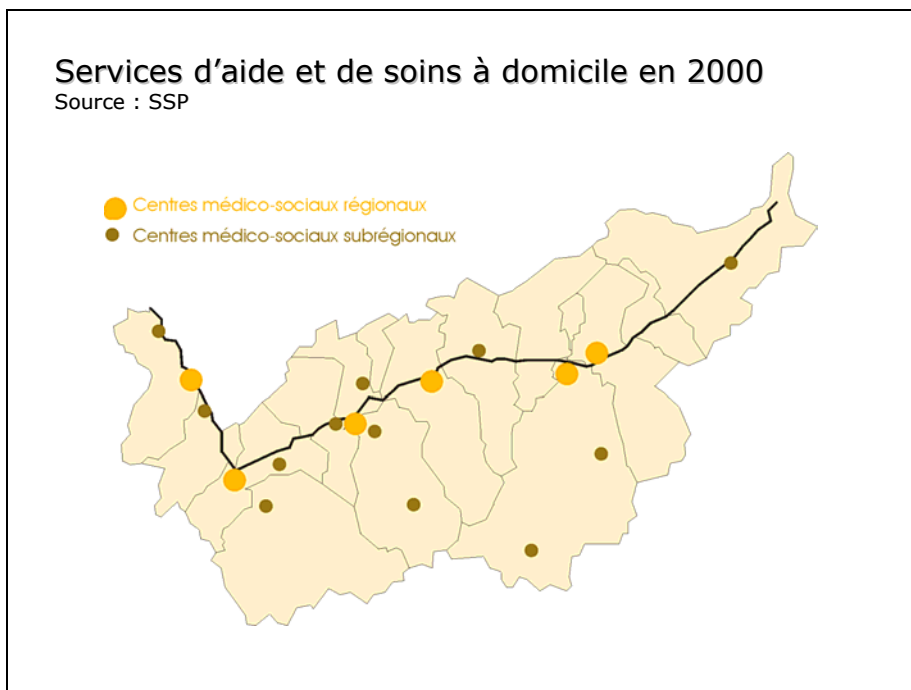 Services d'aide et de soins à domicile en 2000
Source : SSP
Centres médico-sociaux régionaux
Centres médico-sociaux subrégionaux